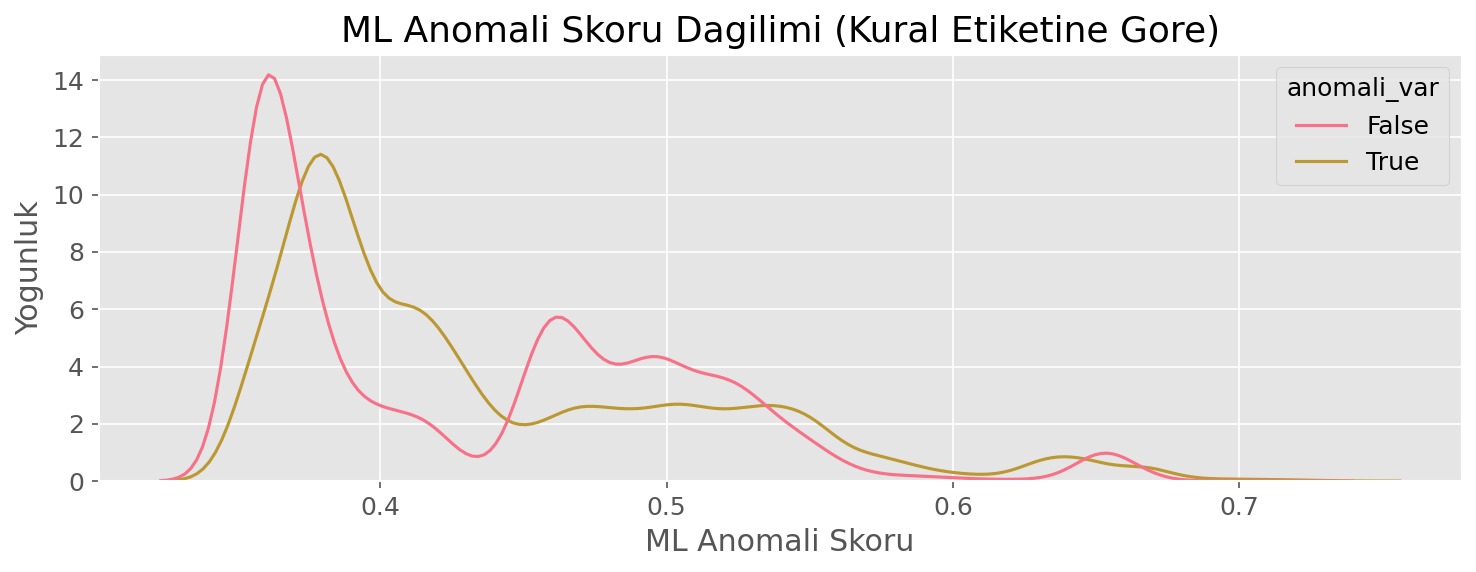 ML Anomali Skoru Dagilimi (Kural Etiketine Gore)
anomali_var
False
True
Yogunluk
14
12
10
8
6
4
2
0
0.4
0.5
0.6
0.7
ML Anomali Skoru